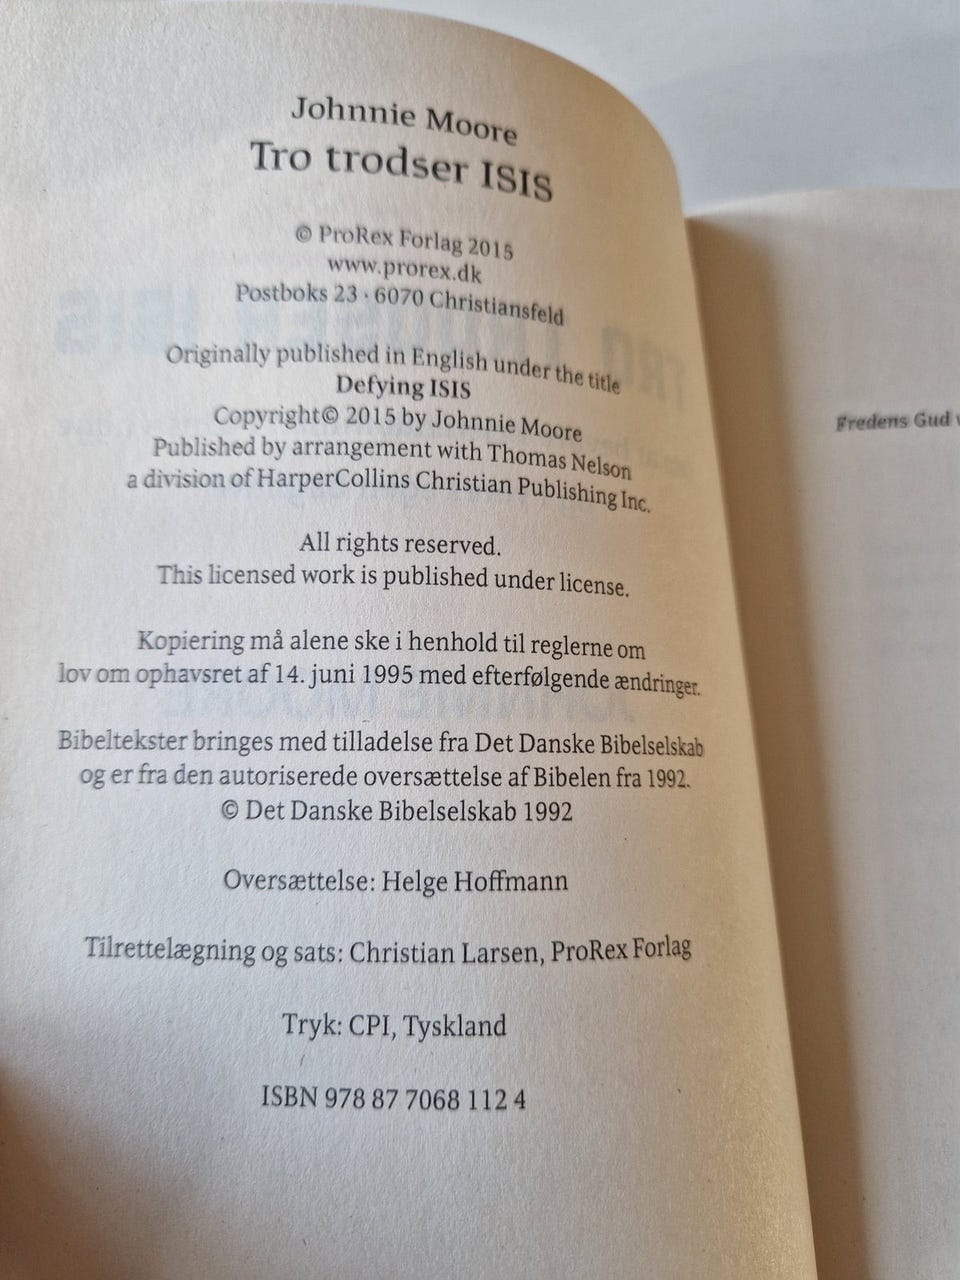 Johnnie Moore
Tro trodser ISIS
© ProRex Forlag 2015
www.prorex.dk
Postboks 23 · 6070 Christiansfeld
Originally published in English under the title
Defying ISIS
Copyright© 2015 by Johnnie Moore
Published by arrangement with Thomas Nelson
a division of HarperCollins Christian Publishing Inc.
All rights reserved.
This licensed work is published under license.
Kopiering må alene ske i henhold til reglerne om
lov om ophavsret af 14. juni 1995 med efterfølgende ændringer.
Bibeltekster bringes med tilladelse fra Det Danske Bibelselskab
og er fra den autoriserede oversættelse af Bibelen fra 1992.
© Det Danske Bibelselskab 1992
Oversættelse: Helge Hoffmann
Tilrettelægning og sats: Christian Larsen, ProRex Forlag
Tryk: CPI, Tyskland
ISBN 978 87 7068 112 4
Fredens Gud